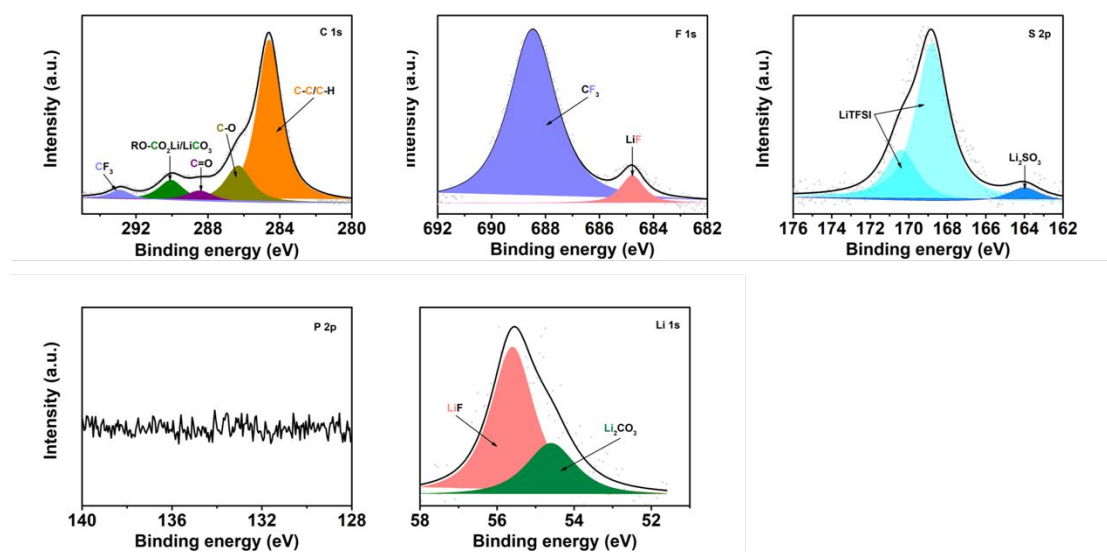 C 1s
C-C/C-H
C-O
RO-CO₂Li/LiCO₃
C=O
CF₃
Intensity (a.u.)
292 288 284 280
Binding energy (eV)
F 1s
CF₃
LiF
Intensity (a.u.)
692 690 688 686 684 682
Binding energy (eV)
S 2p
LiTFSI
Li₂SO₃
Intensity (a.u.)
176 174 172 170 168 166 164 162
Binding energy (eV)
P 2p
Intensity (a.u.)
140 136 132 128
Binding energy (eV)
Li 1s
LiF
Li₂CO₃
Intensity (a.u.)
58 56 54 52
Binding energy (eV)